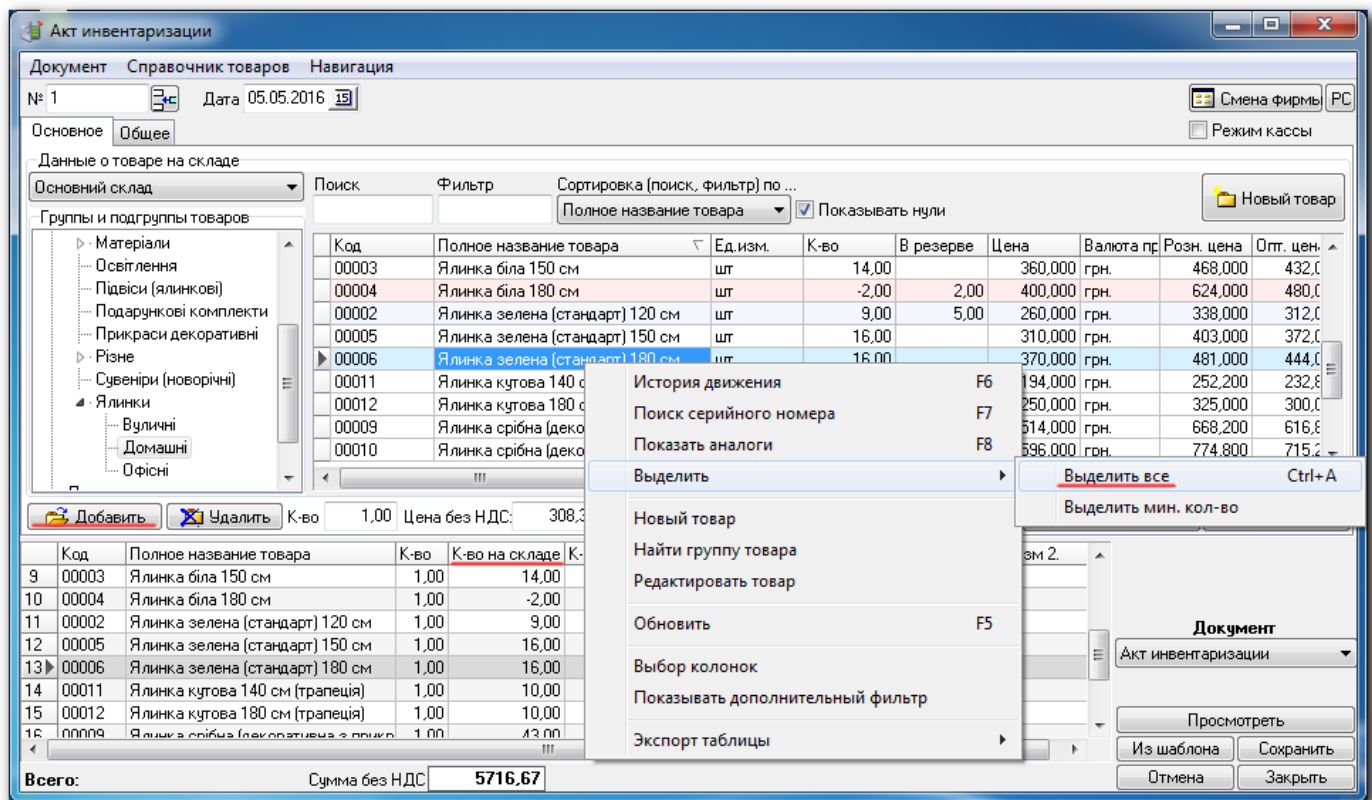 Акт инвентаризации
Документ Справочник товаров Навигация
№ 1 Дата 05.05.2016 15 Смена фирмы РС
Основное Общее Режим кассы
Данные о товаре на складе
Основний склад Поиск Фильтр Сортировка (поиск, фильтр) по ...
Полное название товара Показывать нули Новый товар
Группы и подгруппы товаров
Матеріали
Освітлення
Підвіси (ялинкові)
Подарункові комплекти
Прикраси декоративні
Різне
Сувеніри (новорічні)
Ялинки
Вуличні
Домашні
Офісні
Код Полное название товара Ед.изм. К-во В резерве Цена Валюта пр Розн. цена Опт. цен
00003 Ялинка біла 150 см шт 14,00 360,000 грн. 468,000 432,0
00004 Ялинка біла 180 см шт -2,00 2,00 400,000 грн. 624,000 480,0
00002 Ялинка зелена (стандарт) 120 см шт 9,00 5,00 260,000 грн. 338,000 312,0
00005 Ялинка зелена (стандарт) 150 см шт 16,00 310,000 грн. 403,000 372,0
00006 Ялинка зелена (стандарт) 180 см шт 16,00 370,000 грн. 481,000 444,0
00011 Ялинка кутова 140 194,000 грн. 252,200 232,8
00012 Ялинка кутова 180 250,000 грн. 325,000 300,0
00009 Ялинка срібна (деко 514,000 грн. 668,200 616,8
00010 Ялинка срібна (деко 596,000 грн. 774,800 715,2
История движения F6
Поиск серийного номера F7
Показать аналоги F8
Выделить
Новый товар
Найти группу товара
Редактировать товар
Обновить F5
Выбор колонок
Показывать дополнительный фильтр
Экспорт таблицы
Выделить все Ctrl+A
Выделить мин. кол-во
Добавить Удалить К-во 1,00 Цена без НДС: 308,3
Код Полное название товара К-во К-во на складе К- зм 2.
9 00003 Ялинка біла 150 см 1,00 14,00
10 00004 Ялинка біла 180 см 1,00 -2,00
11 00002 Ялинка зелена (стандарт) 120 см 1,00 9,00
12 00005 Ялинка зелена (стандарт) 150 см 1,00 16,00
13 00006 Ялинка зелена (стандарт) 180 см 1,00 16,00
14 00011 Ялинка кутова 140 см (трапеція) 1,00 10,00
15 00012 Ялинка кутова 180 см (трапеція) 1,00 10,00
16 00009 Ялинка срібна (декоративна з прикр 1,00 43,00
Документ
Акт инвентаризации
Просмотреть
Из шаблона Сохранить
Отмена Закрыть
Всего: Сумма без НДС 5716,67